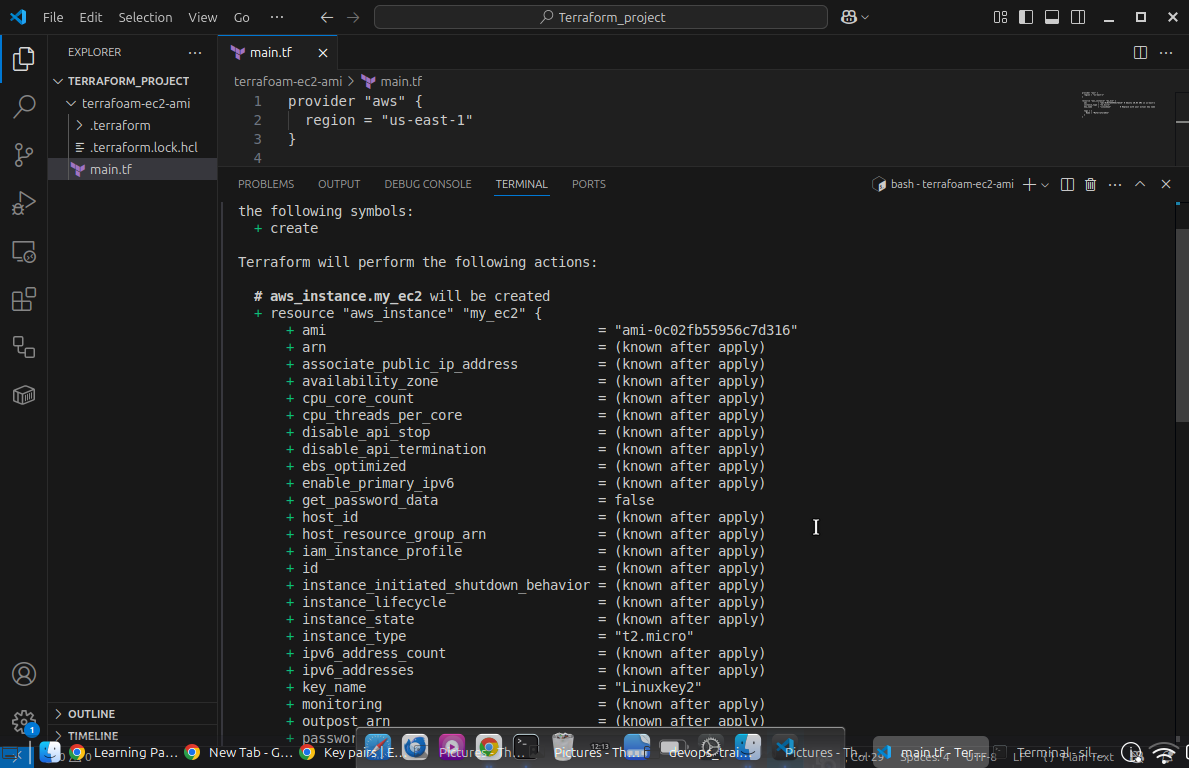 File Edit Selection View Go ··· Terraform_project
EXPLORER
main.tf
TERRAFORM_PROJECT
terrafoam-ec2-ami
.terraform
.terraform.lock.hcl
main.tf
OUTLINE
TIMELINE
terrafoam-ec2-ami > main.tf
1 provider "aws" {
2 region = "us-east-1"
3 }
4
PROBLEMS OUTPUT DEBUG CONSOLE TERMINAL PORTS
bash - terrafoam-ec2-ami
the following symbols:
+ create
Terraform will perform the following actions:
# aws_instance.my_ec2 will be created
+ resource "aws_instance" "my_ec2" {
+ ami = "ami-0c02fb55956c7d316"
+ arn = (known after apply)
+ associate_public_ip_address = (known after apply)
+ availability_zone = (known after apply)
+ cpu_core_count = (known after apply)
+ cpu_threads_per_core = (known after apply)
+ disable_api_stop = (known after apply)
+ disable_api_termination = (known after apply)
+ ebs_optimized = (known after apply)
+ enable_primary_ipv6 = (known after apply)
+ get_password_data = false
+ host_id = (known after apply)
+ host_resource_group_arn = (known after apply)
+ iam_instance_profile = (known after apply)
+ id = (known after apply)
+ instance_initiated_shutdown_behavior = (known after apply)
+ instance_lifecycle = (known after apply)
+ instance_state = (known after apply)
+ instance_type = "t2.micro"
+ ipv6_address_count = (known after apply)
+ ipv6_addresses = (known after apply)
+ key_name = "Linuxkey2"
+ monitoring = (known after apply)
+ outpost_arn = (known after apply)
1
Learning Pa... New Tab - G... Key pairs | E... Pictures - Th... 12:13 devops_trai... Pictures - Th... main.tf - Ter... Terminal_sil...
Spaces: 4 UTF-8 LF Plain Text